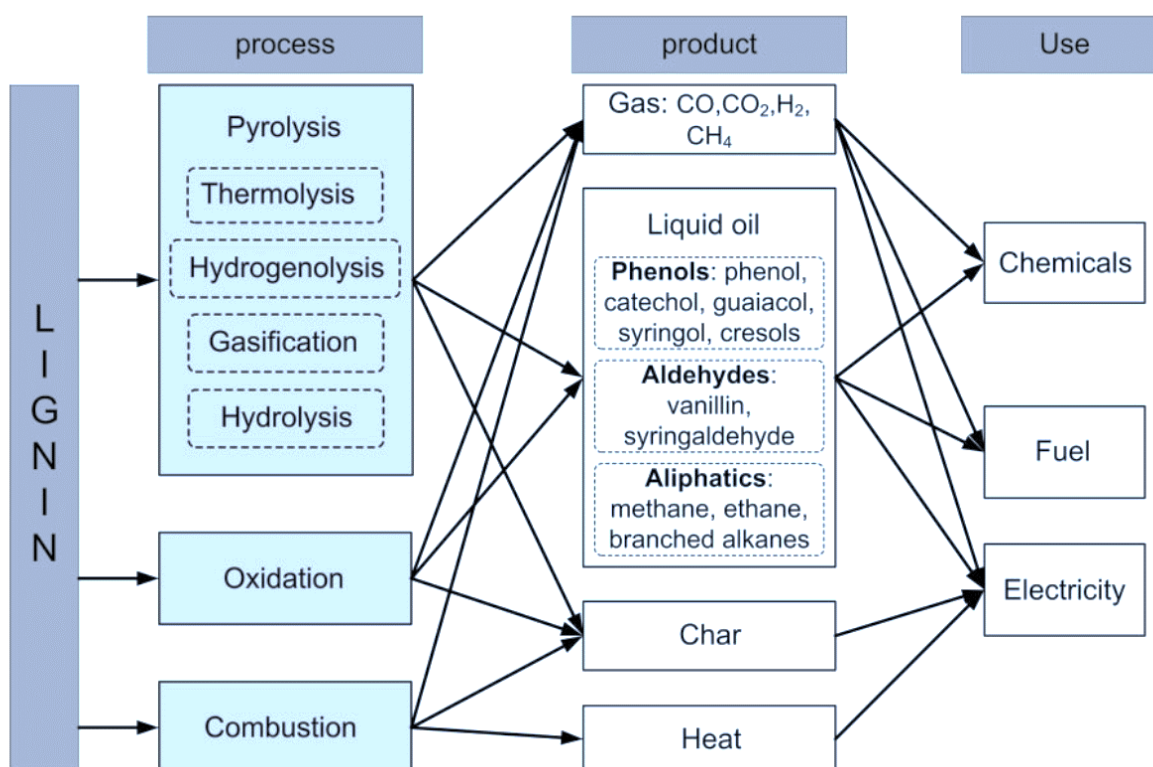 process
product
Use
LIGNIN
Pyrolysis
Thermolysis
Hydrogenolysis
Gasification
Hydrolysis
Oxidation
Combustion
Gas: CO,CO₂,H₂,
CH₄
Liquid oil
Phenols: phenol,
catechol, guaiacol,
syringol, cresols
Aldehydes:
vanillin,
syringaldehyde
Aliphatics:
methane, ethane,
branched alkanes
Char
Heat
Chemicals
Fuel
Electricity